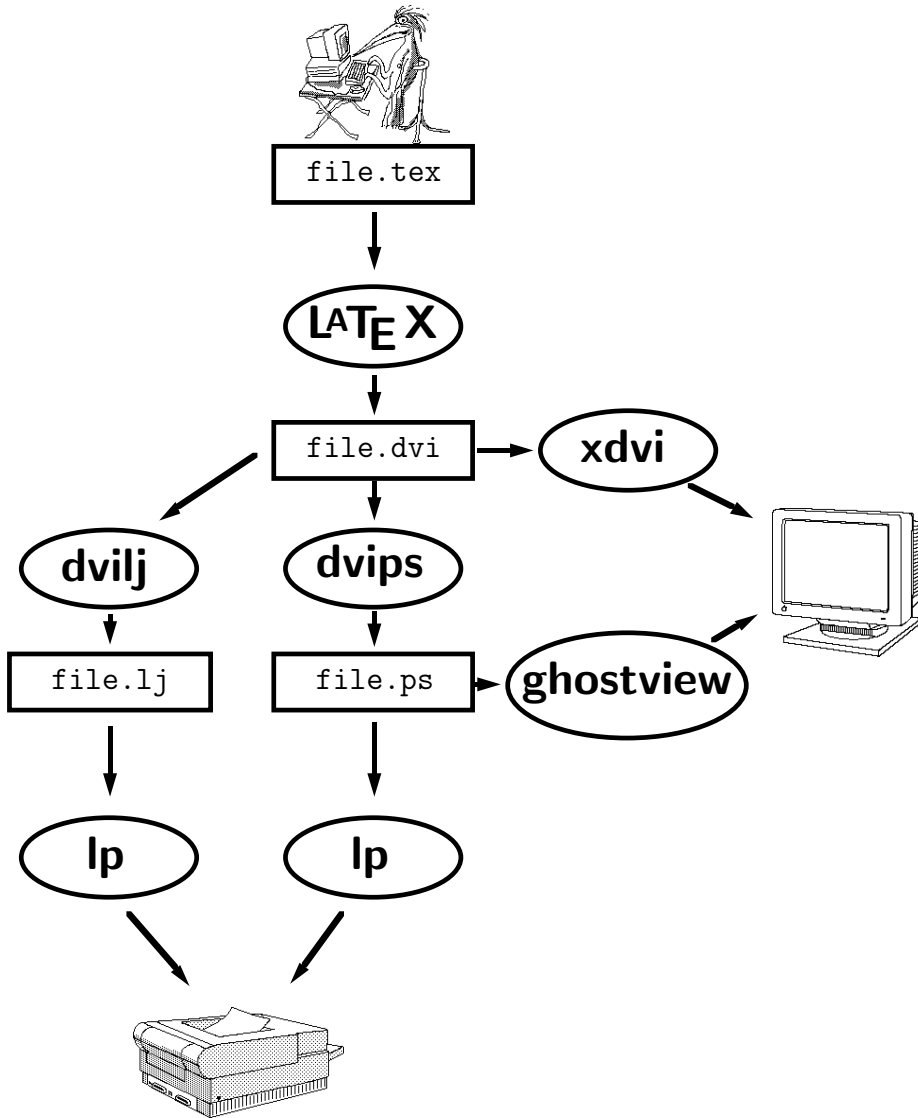 file.tex
LATEX
file.dvi
xdvi
dvilj
dvips
file.lj
file.ps
ghostview
lp
lp